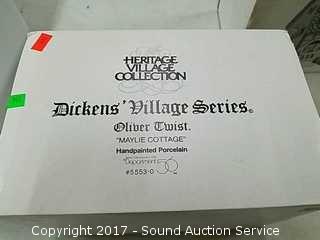 HERITAGE
VILLAGE
COLLECTION
Dickens' Village Series®
Oliver Twist.
"MAYLIE COTTAGE"
Handpainted Porcelain
Department 56
#5553-0
Copyright 2017 - Sound Auction Service